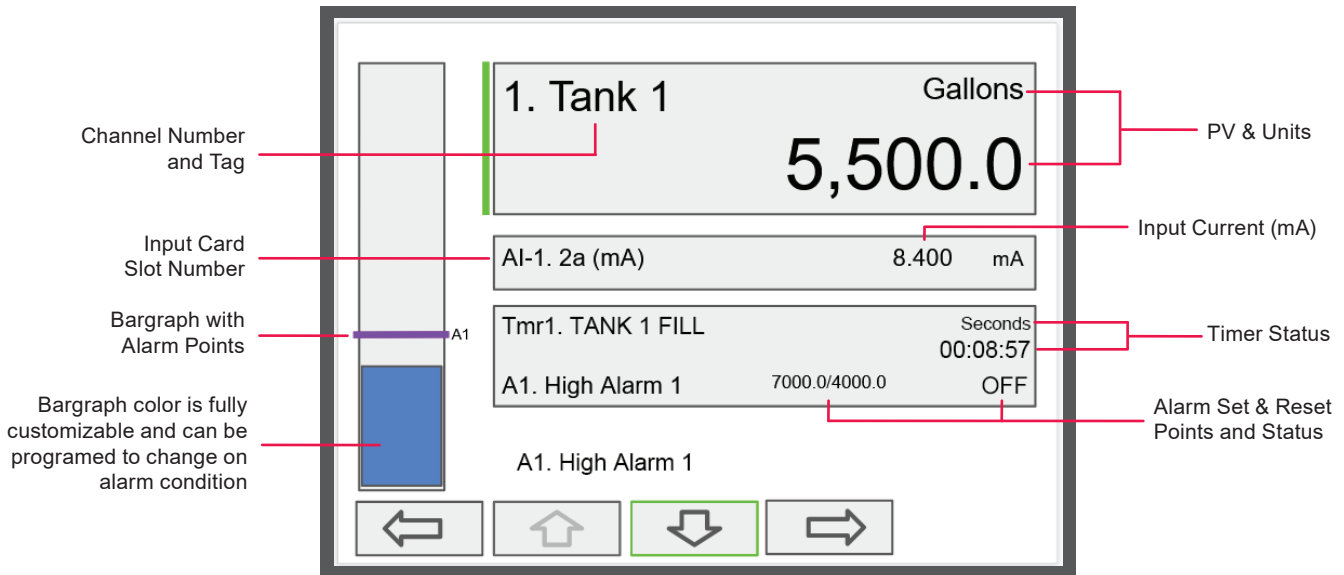 Channel Number
and Tag
Input Card
Slot Number
Bargraph with
Alarm Points
Bargraph color is fully
customizable and can be
programed to change on
alarm condition
A1
1. Tank 1
Gallons
5,500.0
AI-1. 2a (mA)
8.400 mA
Tmr1. TANK 1 FILL
Seconds
00:08:57
A1. High Alarm 1
7000.0/4000.0
OFF
A1. High Alarm 1
PV & Units
Input Current (mA)
Timer Status
Alarm Set & Reset
Points and Status